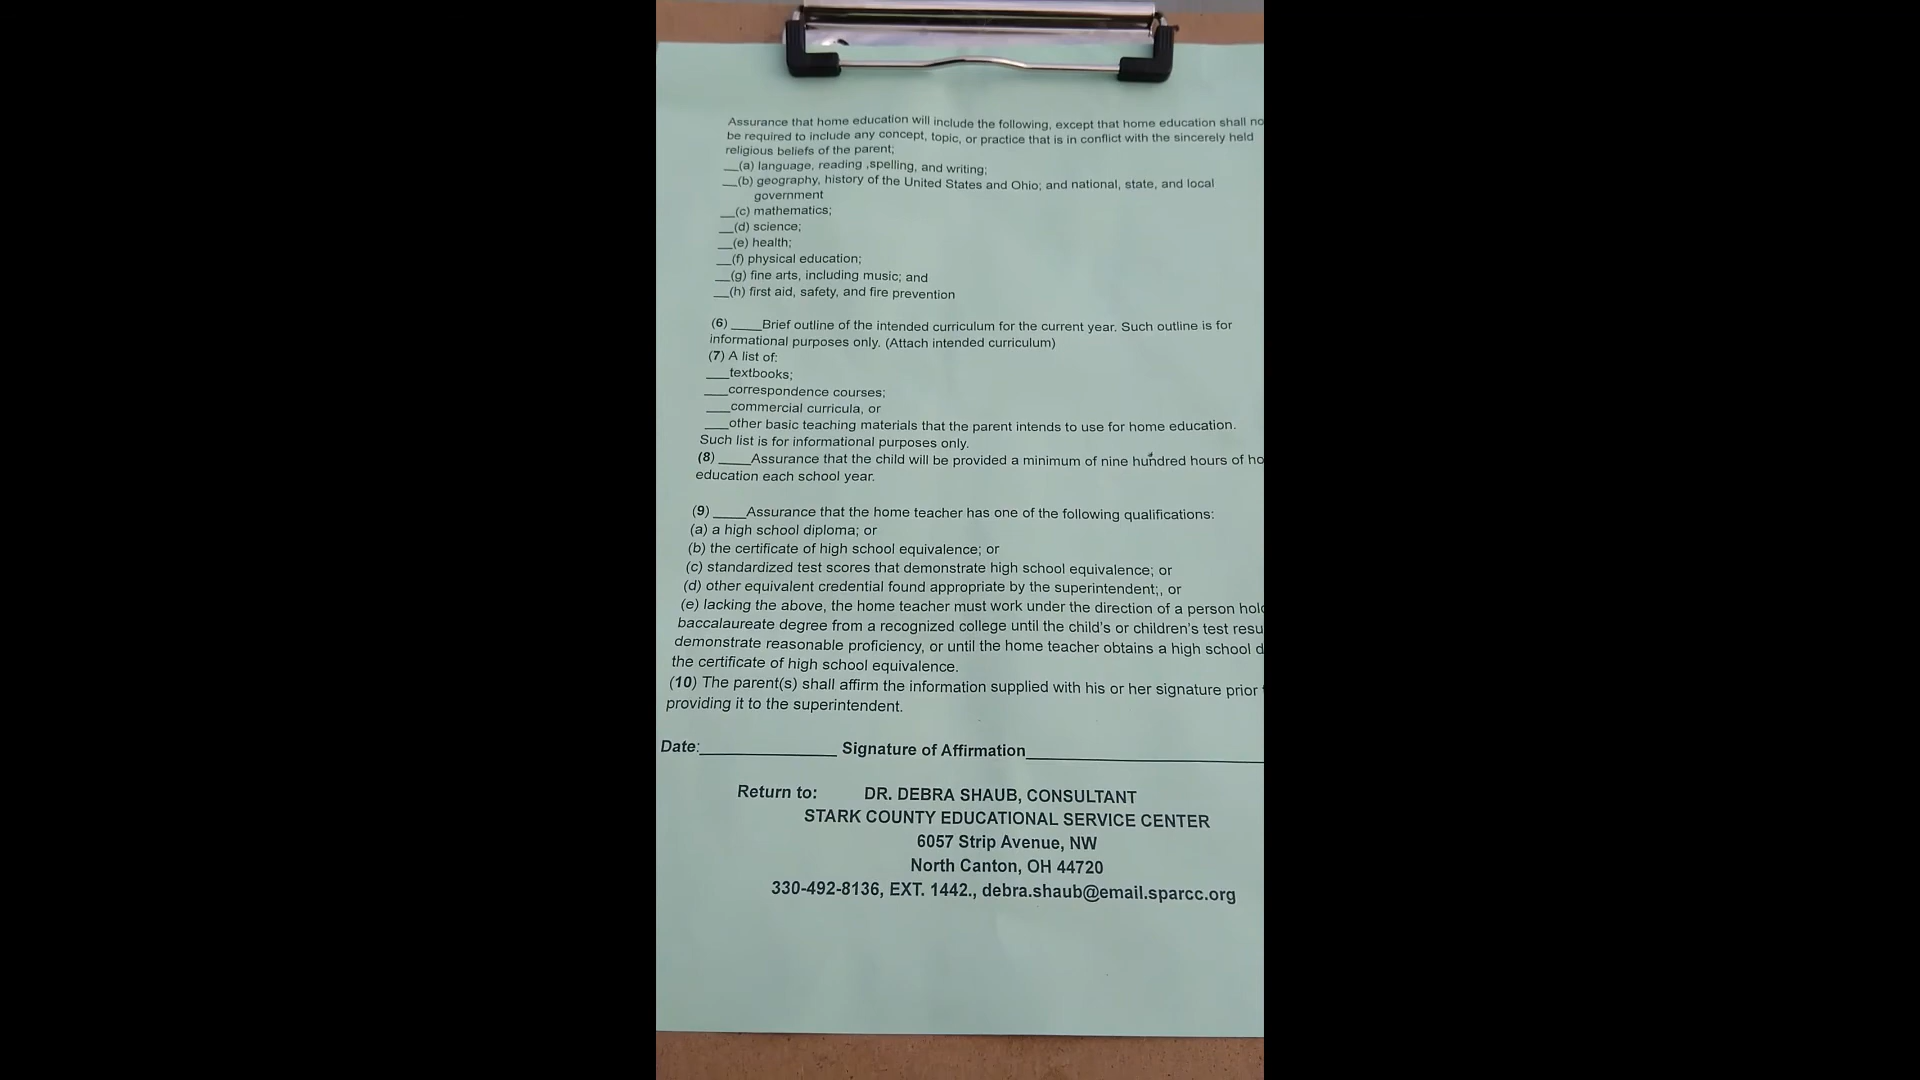 Assurance that home education will include the following, except that home education shall
be required to include any concept, topic, or practice that is in conflict with the sincerely held
religious beliefs of the parent;
__(a) language, reading ,spelling, and writing;
__(b) geography, history of the United States and Ohio; and national, state, and local
government
__(c) mathematics;
__(d) science;
__(e) health;
__(f) physical education;
__(g) fine arts, including music; and
__(h) first aid, safety, and fire prevention
(6) ____Brief outline of the intended curriculum for the current year. Such outline is for
informational purposes only. (Attach intended curriculum)
(7) A list of:
___textbooks;
___correspondence courses;
___commercial curricula, or
___other basic teaching materials that the parent intends to use for home education.
Such list is for informational purposes only.
(8) ____Assurance that the child will be provided a minimum of nine hundred hours of
education each school year.
(9) ____Assurance that the home teacher has one of the following qualifications:
(a) a high school diploma; or
(b) the certificate of high school equivalence; or
(c) standardized test scores that demonstrate high school equivalence; or
(d) other equivalent credential found appropriate by the superintendent;, or
(e) lacking the above, the home teacher must work under the direction of a person
baccalaureate degree from a recognized college until the child's or children's test
demonstrate reasonable proficiency, or until the home teacher obtains a high school
the certificate of high school equivalence.
(10) The parent(s) shall affirm the information supplied with his or her signature prior
providing it to the superintendent.
Date:______________ Signature of Affirmation______________________
Return to: DR. DEBRA SHAUB, CONSULTANT
STARK COUNTY EDUCATIONAL SERVICE CENTER
6057 Strip Avenue, NW
North Canton, OH 44720
330-492-8136, EXT. 1442., debra.shaub@email.sparcc.org